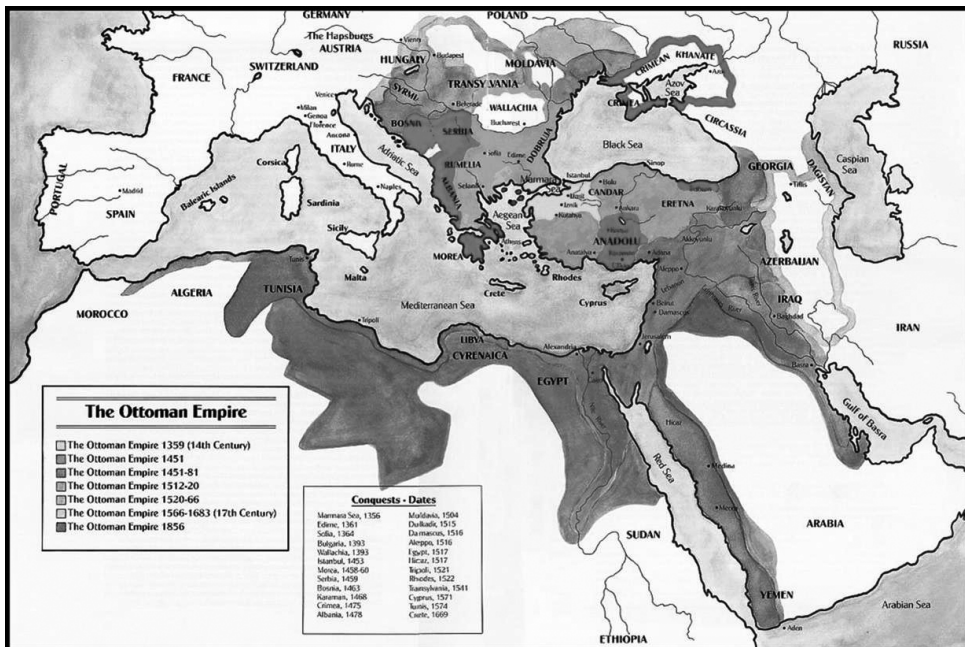 GERMANY
POLAND
RUSSIA
The Hapsburgs
AUSTRIA
Vienna
SWITZERLAND
FRANCE
HUNGALY
Budapest
MOLDAVIA
CRIMEAN KHANATE
Azov
Azov
Sea
CRIMEA
TRANSYLVANIA
Venice
SYRMI
Belgrade
WALLACHIA
Bucharest
DOBRUJA
Milan
Genoa
Florence
Ancona
BOSNIA
SERBIA
CIRCASSIA
ITALY
Adriatic Sea
Black Sea
Corsica
Rome
Sofia
Edirne
RUMELIA
Sinop
GEORGIA
DAGESTAN
Caspian
Sea
PORTUGAL
Madrid
SPAIN
Balearic Islands
Sardinia
Naples
ALBANIA
Marmara
Istanbul
Bolu
CANDAR
Iznik
Kutahya
Ankara
ERETNA
Tiflis
Aegean
Sea
Sicily
Athens
MOREA
ANADOLU
Antalya
Adana
Akkoyunlu
AZERBAIJAN
Tunis
TUNISIA
Malta
Crete
Rhodes
Cyprus
Aleppo
Lebanon
IRAQ
Baghdad
MOROCCO
ALGERIA
Tripoli
Mediterranean Sea
Beirut
Damascus
IRAN
Jerusalem
LIBYA
CYRENAICA
Alexandria
EGYPT
Basra
Gulf of Basra
Hicaz
Red Sea
Medina
Mecca
ARABIA
SUDAN
YEMEN
Aden
Arabian Sea
ETHIOPIA
The Ottoman Empire
The Ottoman Empire 1359 (14th Century)
The Ottoman Empire 1451
The Ottoman Empire 1451-81
The Ottoman Empire 1512-20
The Ottoman Empire 1520-66
The Ottoman Empire 1566-1683 (17th Century)
The Ottoman Empire 1856
Conquests - Dates
Marmara Sea, 1356
Edirne, 1361
Sofia, 1364
Bulgaria, 1393
Wallachia, 1393
Istanbul, 1453
Morea, 1458-60
Serbia, 1459
Bosnia, 1463
Karaman, 1468
Crimea, 1475
Albania, 1478
Moldavia, 1504
Dulkadir, 1515
Damascus, 1516
Aleppo, 1516
Egypt, 1517
Hicaz, 1517
Tripoli, 1521
Rhodes, 1522
Transylvania, 1541
Cyprus, 1571
Tunis, 1574
Crete, 1669